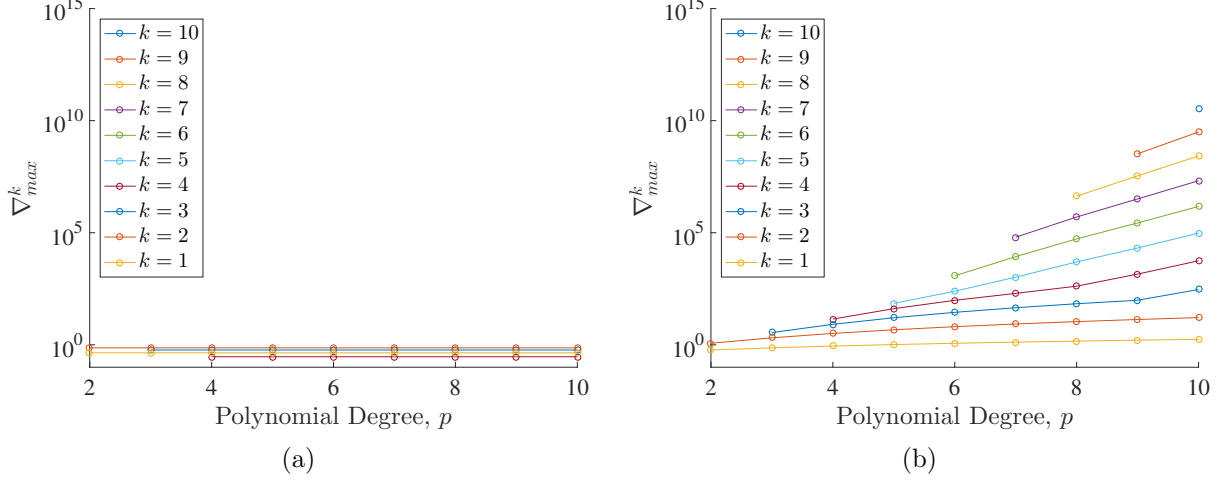 10^15
10^10
10^5
10^0
∇^k_max
k = 10
k = 9
k = 8
k = 7
k = 6
k = 5
k = 4
k = 3
k = 2
k = 1
2 4 6 8 10
Polynomial Degree, p
(a)
10^15
10^10
10^5
10^0
∇^k_max
k = 10
k = 9
k = 8
k = 7
k = 6
k = 5
k = 4
k = 3
k = 2
k = 1
2 4 6 8 10
Polynomial Degree, p
(b)